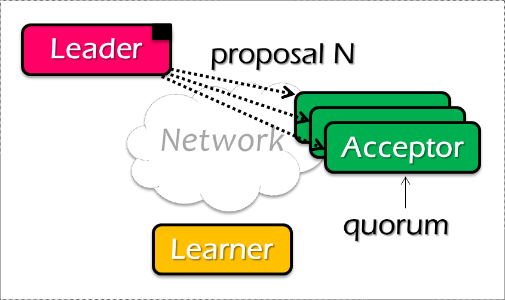 Leader
proposal N
Network
Acceptor
quorum
Learner